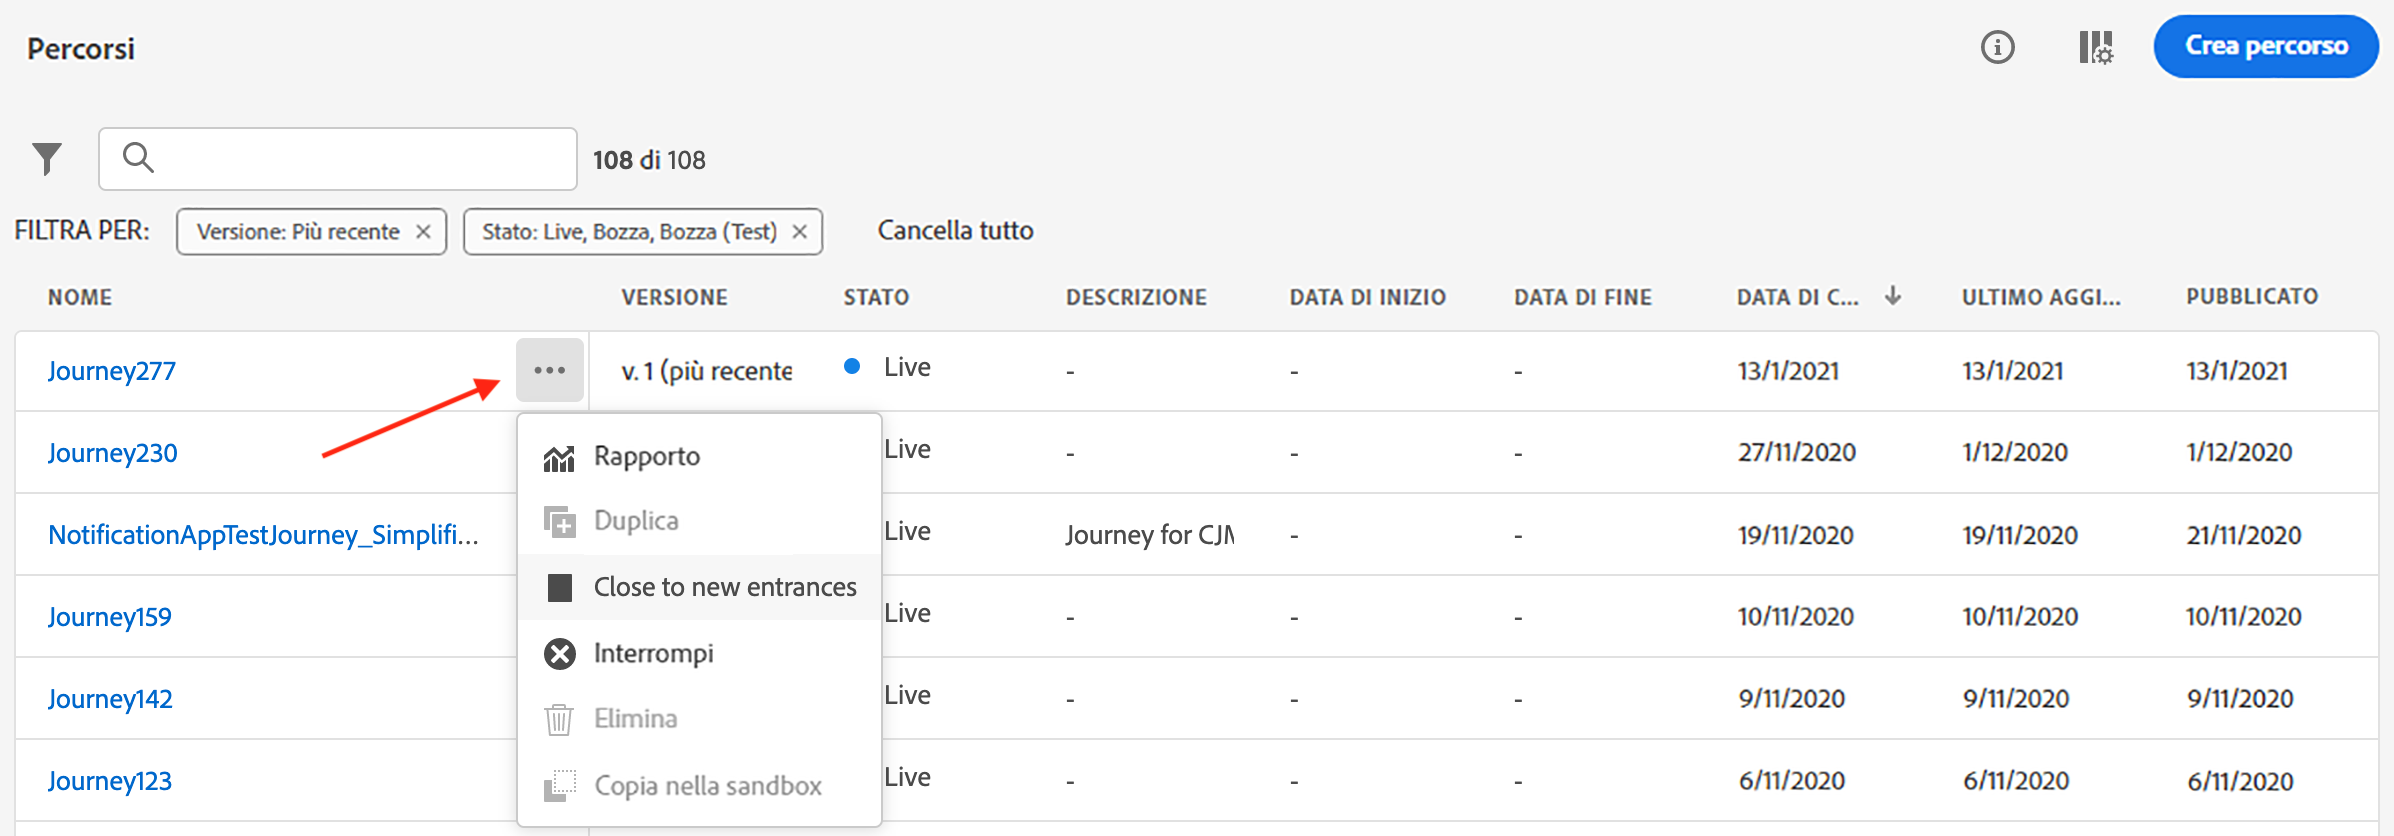 Percorsi
Crea percorso
108 di 108
FILTRA PER: Versione: Più recente Stato: Live, Bozza, Bozza (Test) Cancella tutto
NOME VERSIONE STATO DESCRIZIONE DATA DI INIZIO DATA DI FINE DATA DI C... ULTIMO AGGI... PUBBLICATO
Journey277 v. 1 (più recente Live - - - 13/1/2021 13/1/2021 13/1/2021
Journey230 Live - - - 27/11/2020 1/12/2020 1/12/2020
NotificationAppTestJourney_Simplifi... Live Journey for CJM - - 19/11/2020 19/11/2020 21/11/2020
Journey159 Live - - - 10/11/2020 10/11/2020 10/11/2020
Journey142 Live - - - 9/11/2020 9/11/2020 9/11/2020
Journey123 Live - - - 6/11/2020 6/11/2020 6/11/2020
Rapporto
Duplica
Close to new entrances
Interrompi
Elimina
Copia nella sandbox